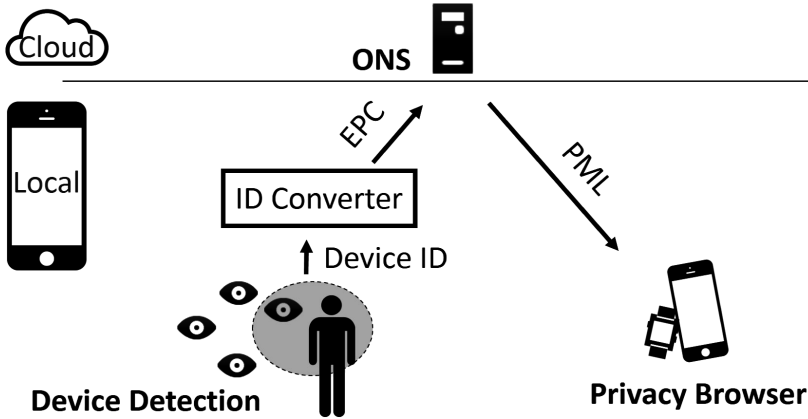 Cloud
ONS
Local
EPC
PML
ID Converter
Device ID
Device Detection
Privacy Browser